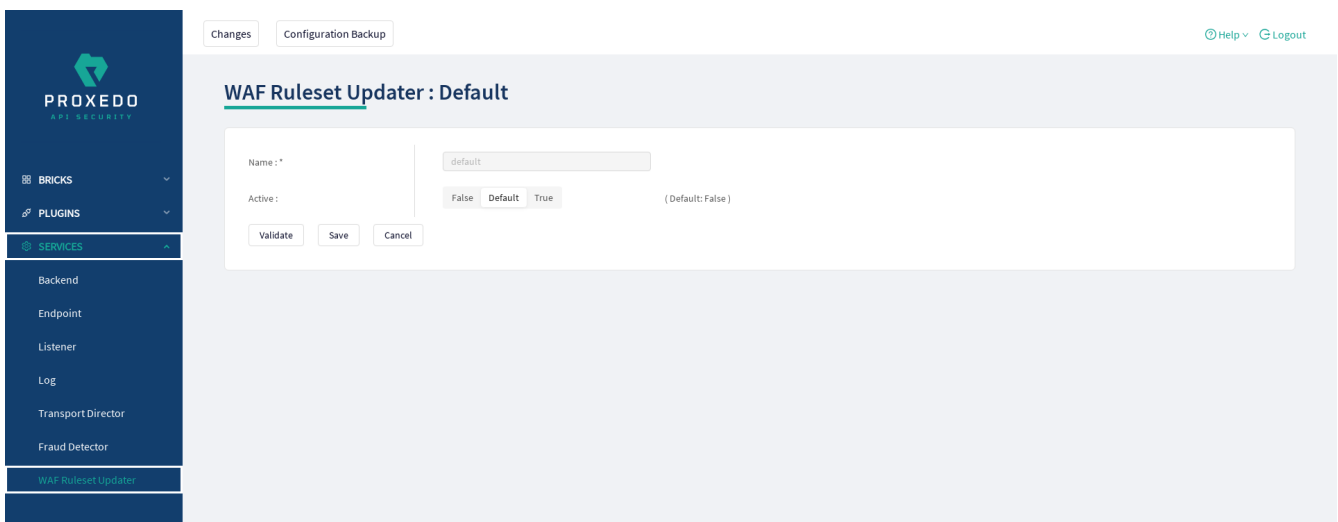 Changes
Configuration Backup
Help
Logout
PROXEDO
API SECURITY
BRICKS
PLUGINS
SERVICES
Backend
Endpoint
Listener
Log
Transport Director
Fraud Detector
WAF Ruleset Updater
WAF Ruleset Updater : Default
Name : * default
Active : False Default True ( Default: False )
Validate Save Cancel